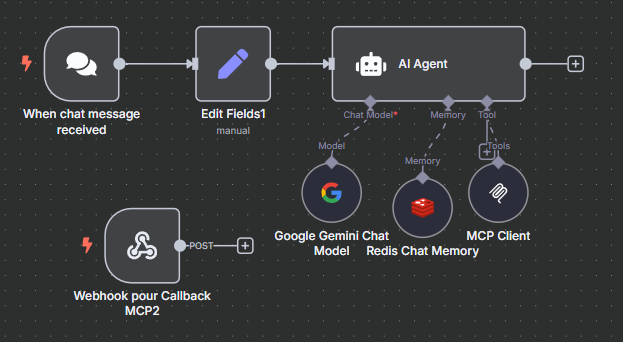 When chat message
received
Edit Fields1
manual
AI Agent
Chat Model*
Memory
Tool
Model
Memory
Tools
Google Gemini Chat
Model
Redis Chat Memory
MCP Client
POST
Webhook pour Callback
MCP2